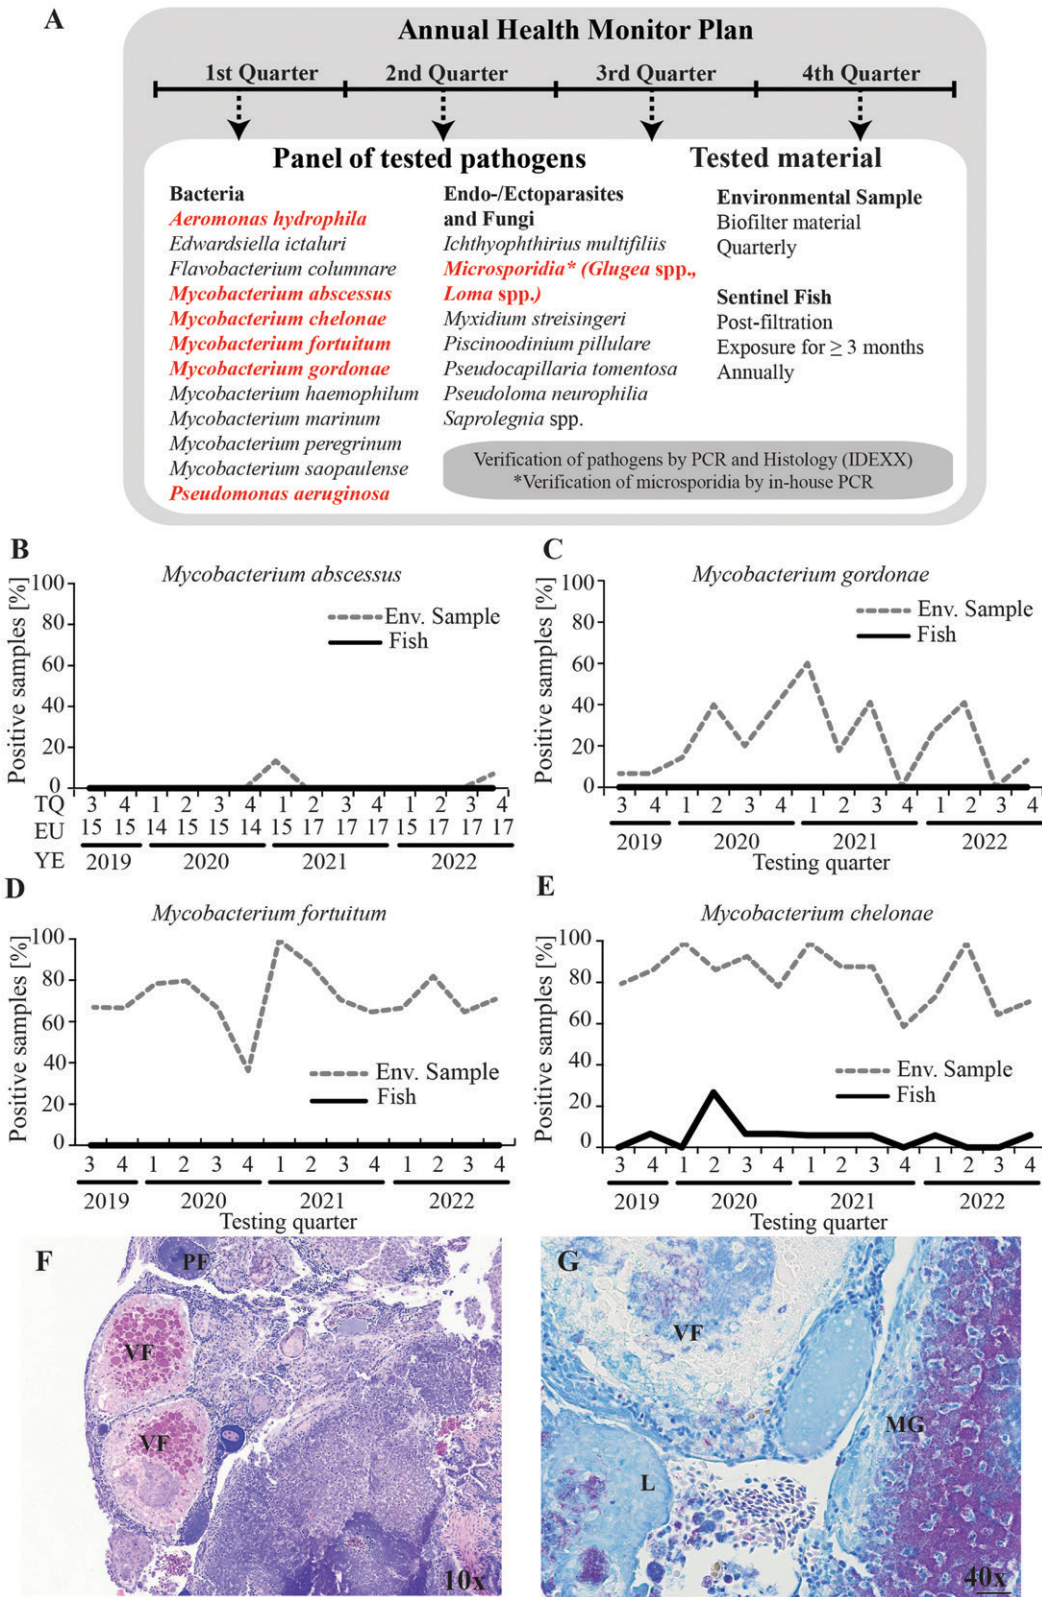 A
Annual Health Monitor Plan
1st Quarter 2nd Quarter 3rd Quarter 4th Quarter
Panel of tested pathogens
Bacteria
Aeromonas hydrophila
Edwardsiella ictaluri
Flavobacterium columnare
Mycobacterium abscessus
Mycobacterium chelonae
Mycobacterium fortuitum
Mycobacterium gordonae
Mycobacterium haemophilum
Mycobacterium marinum
Mycobacterium peregrinum
Mycobacterium saopaulense
Pseudomonas aeruginosa
Endo-/Ectoparasites
and Fungi
Ichthyophthirius multifiliis
Microsporidia* (Glugea spp.,
Loma spp.)
Myxidium streisingeri
Piscinoodinium pillulare
Pseudocapillaria tomentosa
Pseudoloma neurophilia
Saprolegnia spp.
Tested material
Environmental Sample
Biofilter material
Quarterly
Sentinel Fish
Post-filtration
Exposure for ≥ 3 months
Annually
Verification of pathogens by PCR and Histology (IDEXX)
*Verification of microsporidia by in-house PCR
B
Mycobacterium abscessus
Positive samples [%]
100
80
60
40
20
0
Env. Sample
Fish
TQ 3 4 1 2 3 4 1 2 3 4 1 2 3 4
EU 15 15 14 15 15 14 15 17 17 17 15 17 17 17
YE 2019 2020 2021 2022
C
Mycobacterium gordonae
Positive samples [%]
100
80
60
40
20
0
Env. Sample
Fish
3 4 1 2 3 4 1 2 3 4 1 2 3 4
2019 2020 2021 2022
Testing quarter
D
Mycobacterium fortuitum
Positive samples [%]
100
80
60
40
20
0
Env. Sample
Fish
3 4 1 2 3 4 1 2 3 4 1 2 3 4
2019 2020 2021 2022
Testing quarter
E
Mycobacterium chelonae
Positive samples [%]
100
80
60
40
20
0
Env. Sample
Fish
3 4 1 2 3 4 1 2 3 4 1 2 3 4
2019 2020 2021 2022
Testing quarter
F
PF
VF
VF
10x
G
VF
MG
L
40x